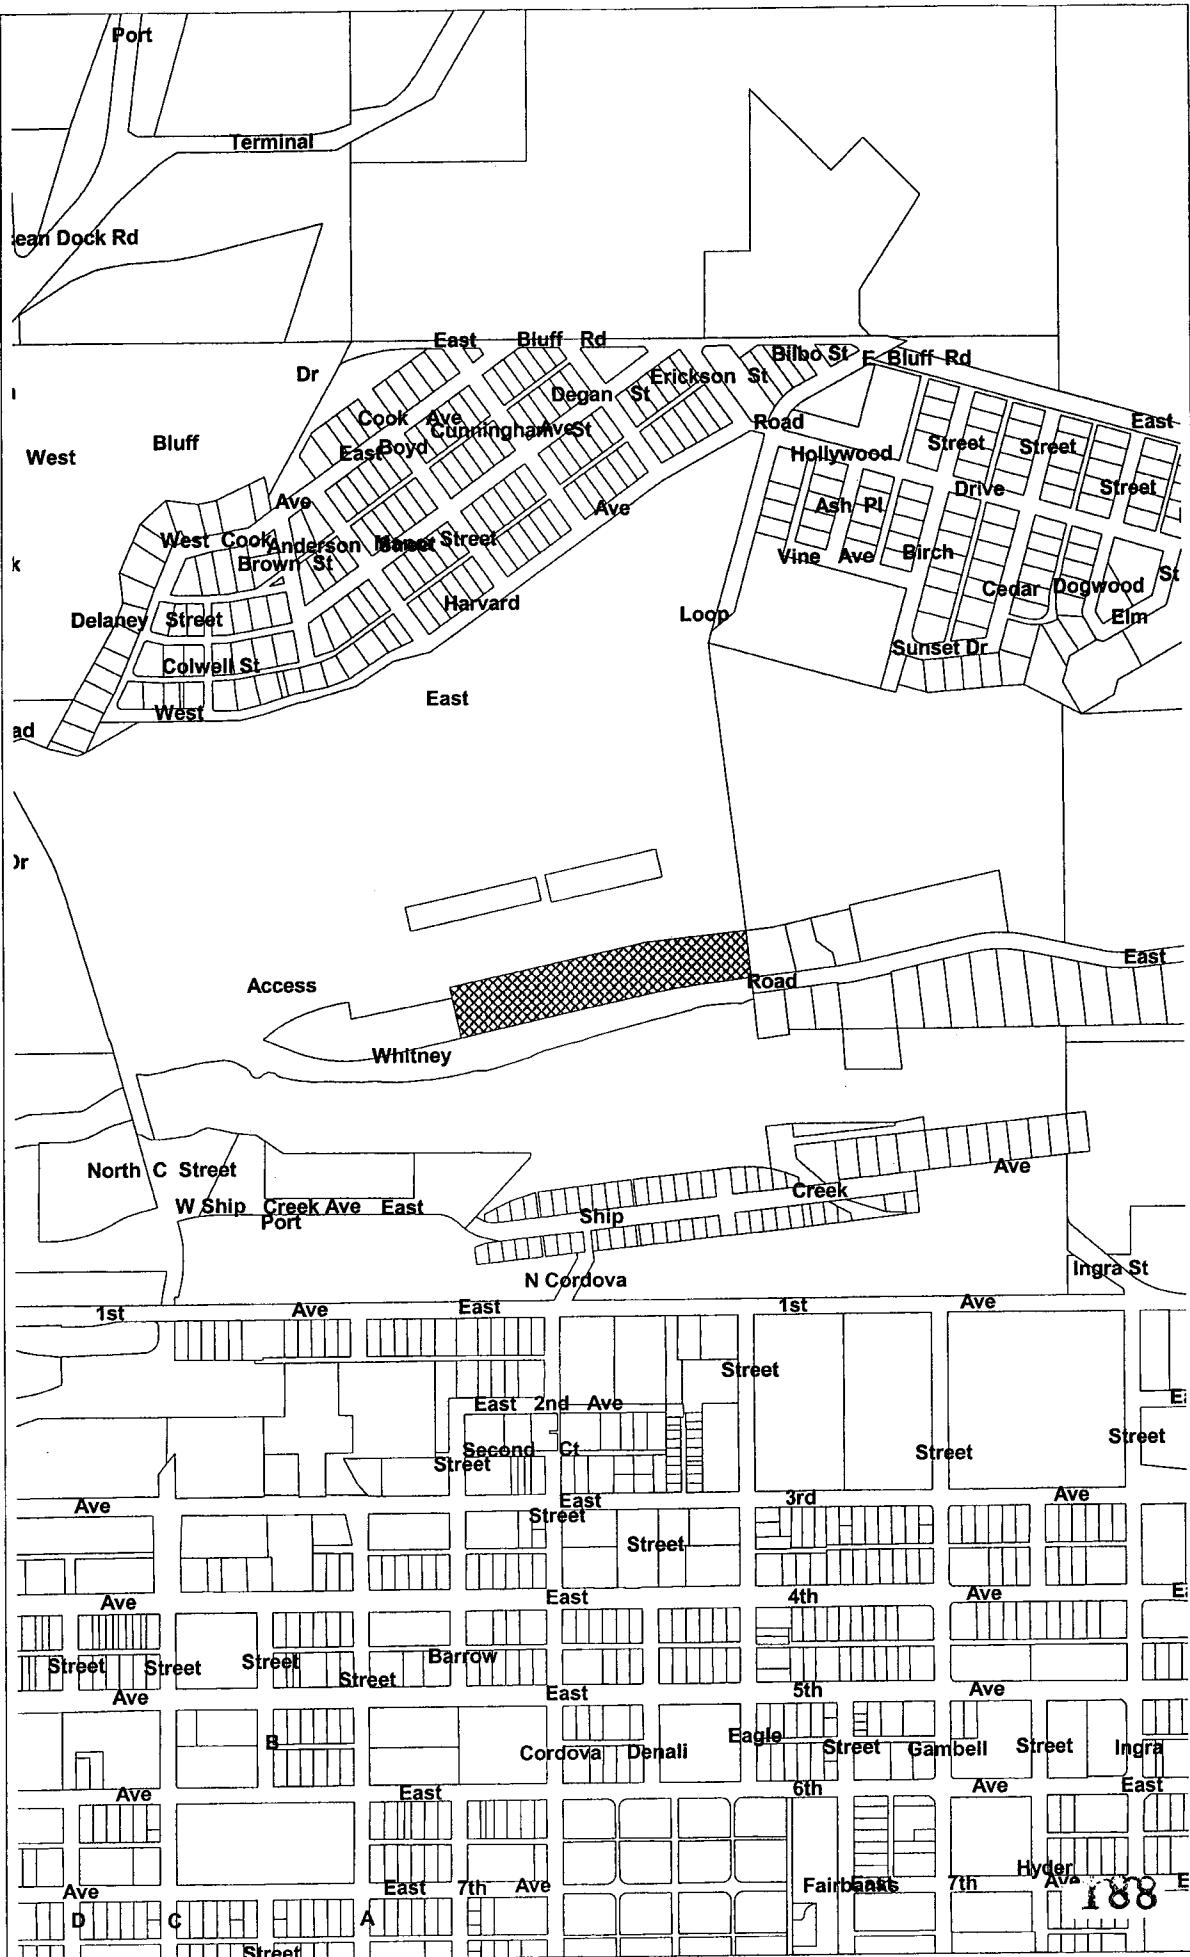 Port
Terminal
ean Dock Rd
East Bluff Rd
Bilbo St
E Bluff Rd
Dr
Erickson St
Degan St
Cook Ave
Road
East
Cunningham St
Ave
Bluff
East Boyd
Street
Street
West
Hollywood
Drive
Street
Ave
Ash Pl
Ave
West Cook
Anderson Street
Street
Brown St
Vine Ave
Birch
k
St
Cedar
Dogwood
Harvard
Delaney Street
Loop
Elm
Sunset Dr
Colwell St
East
West
ad
Dr
East
Access
Road
Whitney
North C Street
Ave
Creek
W Ship Creek Ave East
Port
Ship
Ingra St
N Cordova
1st Ave East 1st Ave
Street
East 2nd Ave
Street
Second Ct
Street
Street
East 3rd Ave
Ave
Street
Street
East 4th Ave
Ave
Barrow
Street
Street
Street
Street
East 5th Ave
Ave
Eagle
B
Cordova
Denali
Street
Gambell
Street
Ingra
East 6th Ave East
Ave
Hyder
East 7th Ave
Fairbanks
East
7th
Ave
Ave
188
D
C
A
Street